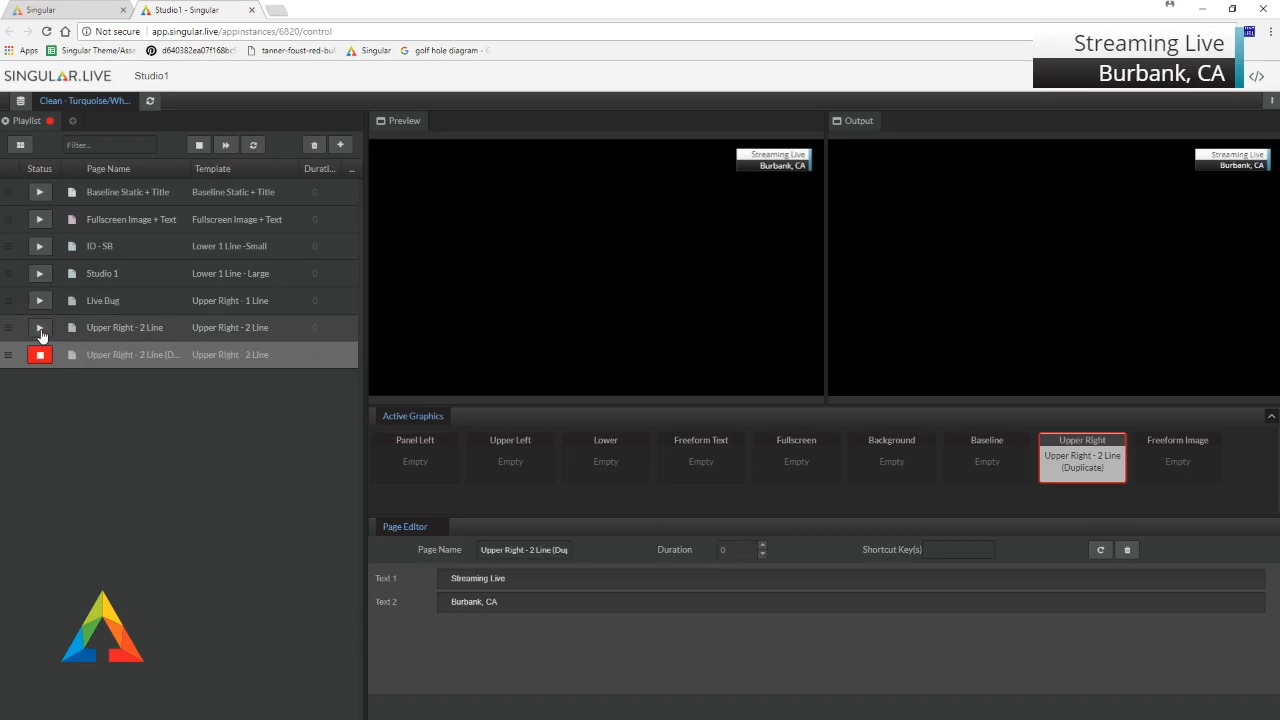 Singular
Studio1 - Singular
Not secure
app.singular.live/appinstances/6820/control
Apps
Singular Theme/Asse
d640382ea07f168bc
tanner-foust-red-bul
Singular
golf hole diagram -
Streaming Live
Burbank, CA
SINGULAR.LIVE
Studio1
Clean - Turquoise/Wh...
Playlist
Preview
Output
Filter...
Status
Page Name
Template
Durati...
...
Baseline Static + Title
Baseline Static + Title
0
Fullscreen Image + Text
Fullscreen Image + Text
0
ID - SB
Lower 1 Line -Small
0
Studio 1
Lower 1 Line - Large
0
Live Bug
Upper Right - 1 Line
0
Upper Right - 2 Line
Upper Right - 2 Line
0
Upper Right - 2 Line (D...
Upper Right - 2 Line
Streaming Live
Burbank, CA
Streaming Live
Burbank, CA
Active Graphics
Panel Left
Empty
Upper Left
Empty
Lower
Empty
Freeform Text
Empty
Fullscreen
Empty
Background
Empty
Baseline
Empty
Upper Right
Upper Right - 2 Line
(Duplicate)
Freeform Image
Empty
Page Editor
Page Name
Upper Right - 2 Line (Dup
Duration
0
Shortcut Key(s)
Text 1
Streaming Live
Text 2
Burbank, CA